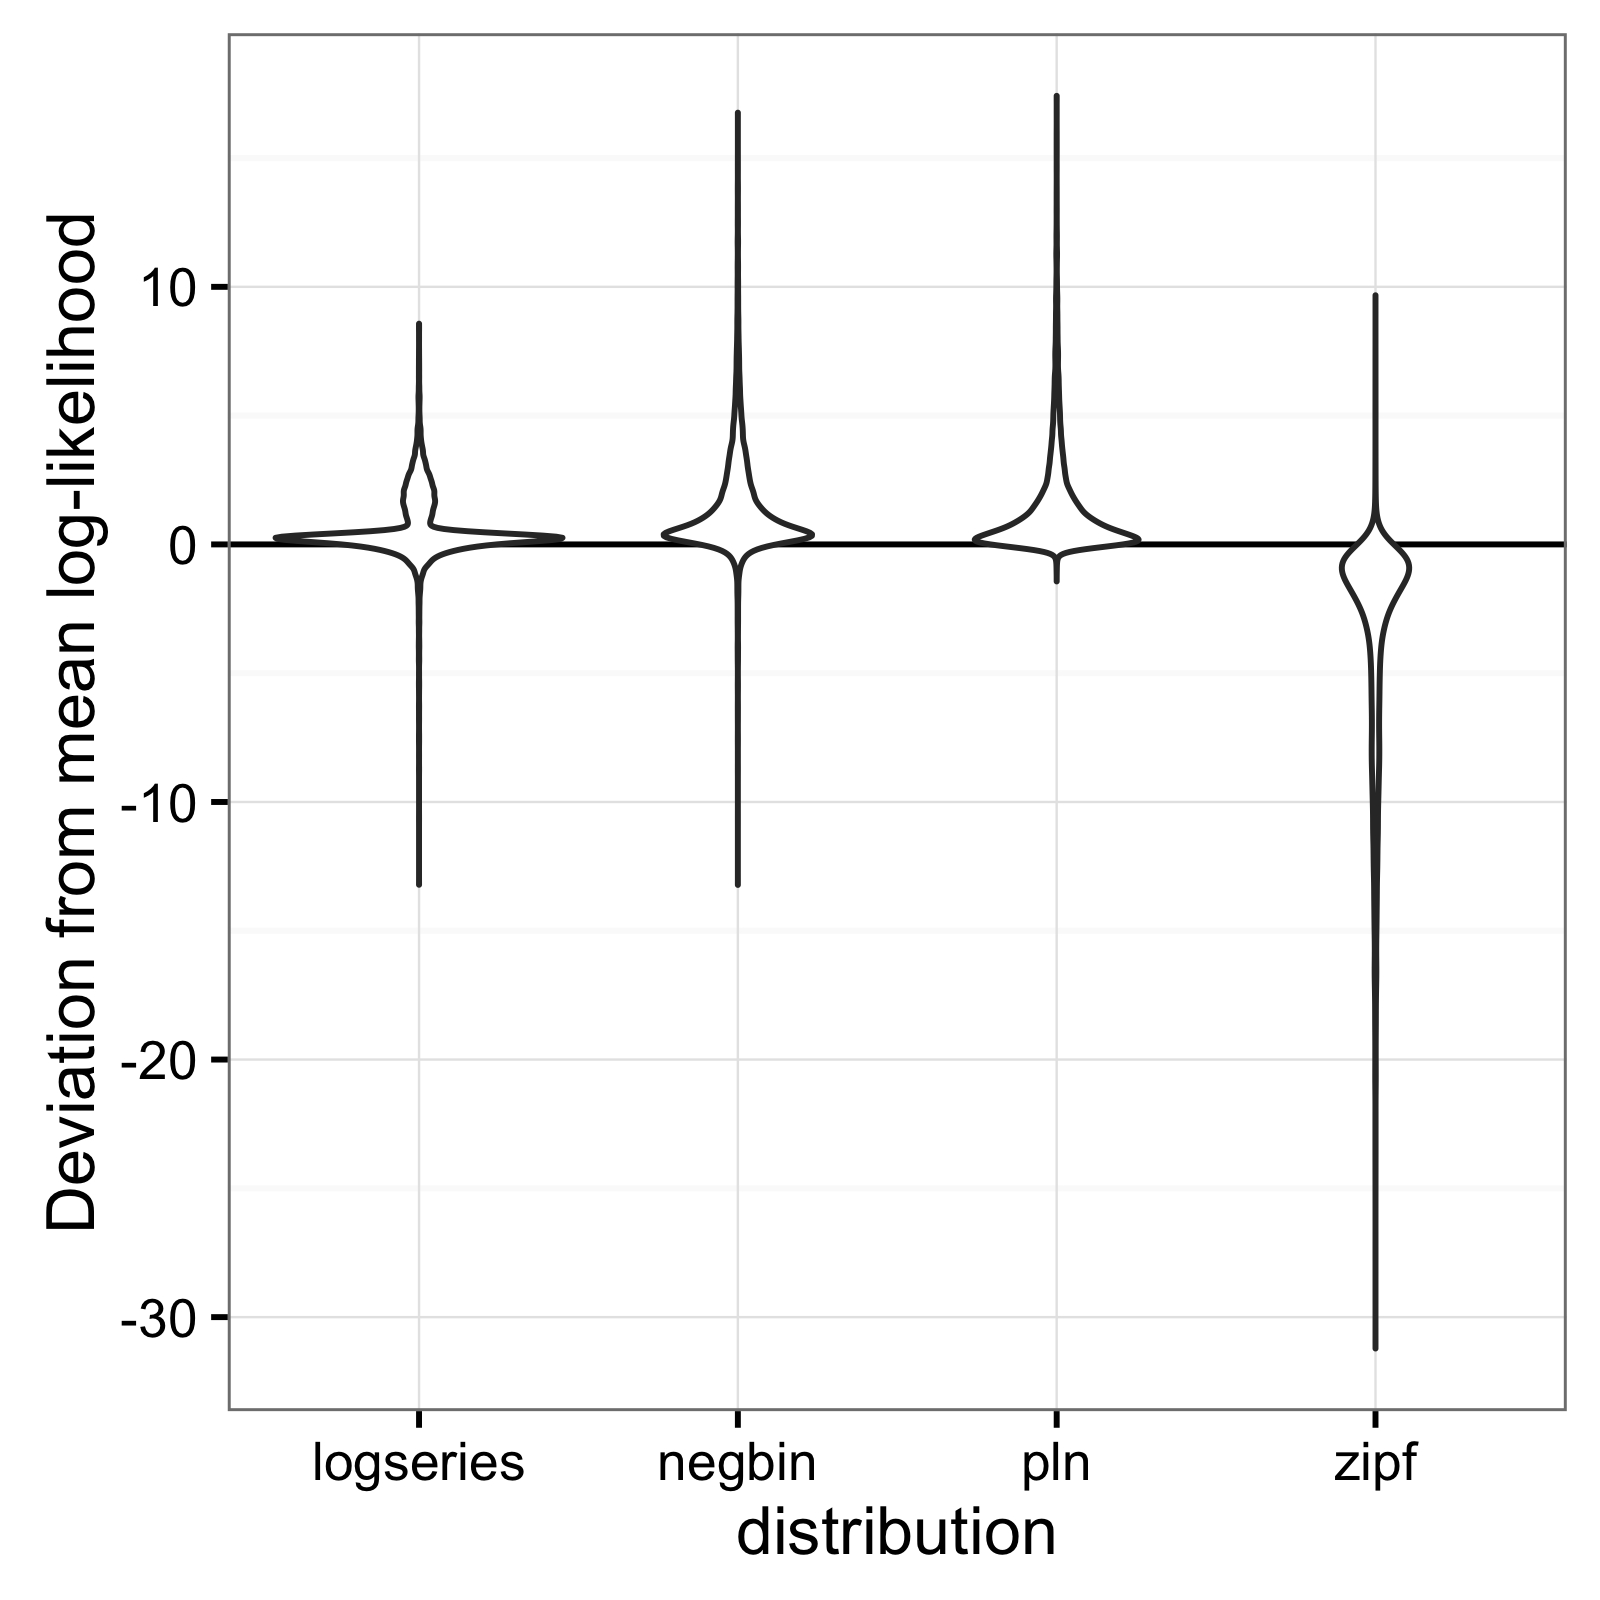 Deviation from mean log-likelihood
10
0
-10
-20
-30
logseries negbin pln zipf
distribution